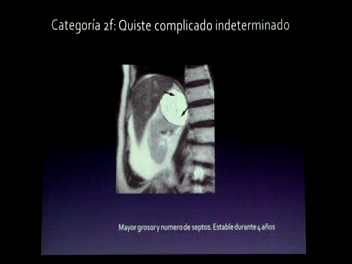 Categoría 2f: Quiste complicado indeterminado
Mayor grosor y numero de septos. Estable durante 4 años